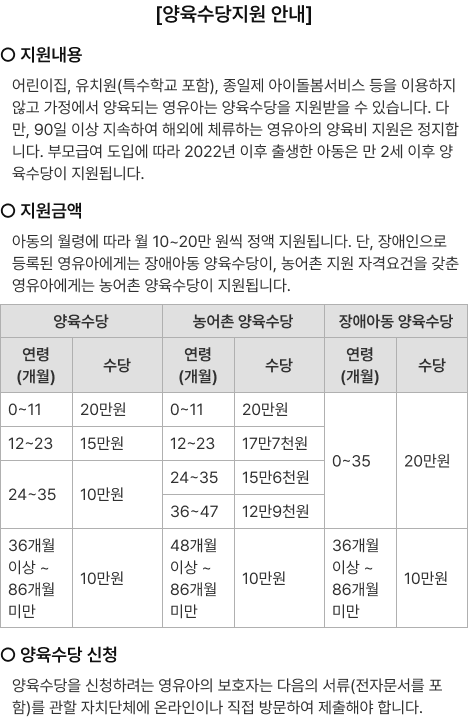 [양육수당지원 안내]
○ 지원내용
어린이집, 유치원(특수학교 포함), 종일제 아이돌봄서비스 등을 이용하지
않고 가정에서 양육되는 영유아는 양육수당을 지원받을 수 있습니다. 다
만, 90일 이상 지속하여 해외에 체류하는 영유아의 양육비 지원은 정지합
니다. 부모급여 도입에 따라 2022년 이후 출생한 아동은 만 2세 이후 양
육수당이 지원됩니다.
○ 지원금액
아동의 월령에 따라 월 10~20만 원씩 정액 지원됩니다. 단, 장애인으로
등록된 영유아에게는 장애아동 양육수당이, 농어촌 지원 자격요건을 갖춘
영유아에게는 농어촌 양육수당이 지원됩니다.
양육수당 농어촌 양육수당 장애아동 양육수당
연령 수당 연령 수당 연령 수당
(개월) (개월) (개월)
0~11 20만원 0~11 20만원
12~23 15만원 12~23 17만7천원
0~35 20만원
24~35 10만원 24~35 15만6천원
36~47 12만9천원
36개월 48개월 36개월
이상 ~ 10만원 이상 ~ 10만원 이상 ~ 10만원
86개월 86개월 86개월
미만 미만 미만
○ 양육수당 신청
양육수당을 신청하려는 영유아의 보호자는 다음의 서류(전자문서를 포
함)를 관할 자치단체에 온라인이나 직접 방문하여 제출해야 합니다.